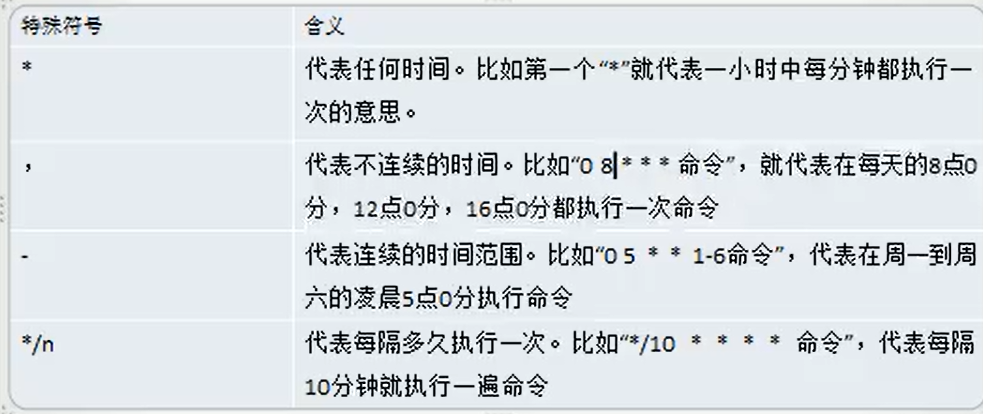 特殊符号 含义
* 代表任何时间。比如第一个“*”就代表一小时中每分钟都执行一
次的意思。
, 代表不连续的时间。比如“0 8 * * * 命令”，就代表在每天的8点0
分，12点0分，16点0分都执行一次命令
- 代表连续的时间范围。比如“0 5 * * 1-6命令”，代表在周一到周
六的凌晨5点0分执行命令
*/n 代表每隔多久执行一次。比如“*/10 * * * * 命令”，代表每隔
10分钟就执行一遍命令